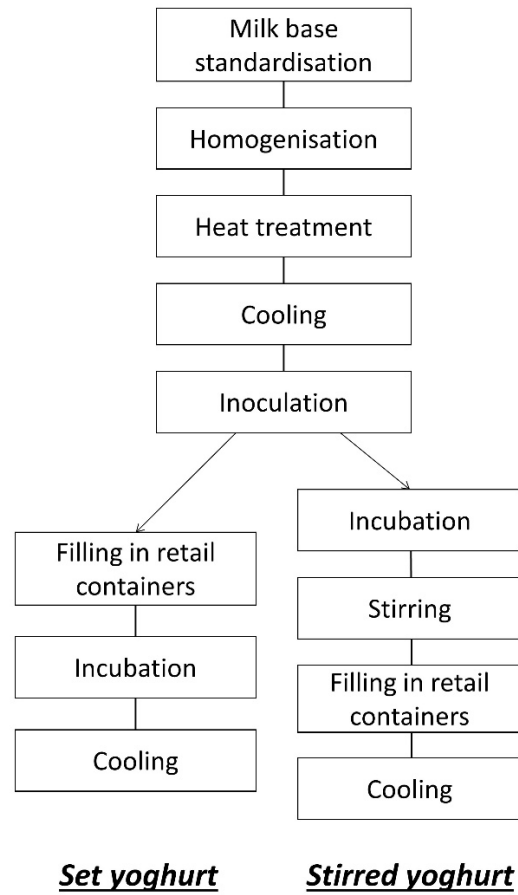 Milk base
standardisation
Homogenisation
Heat treatment
Cooling
Inoculation
Filling in retail
containers
Incubation
Cooling
Set yoghurt
Incubation
Stirring
Filling in retail
containers
Cooling
Stirred yoghurt